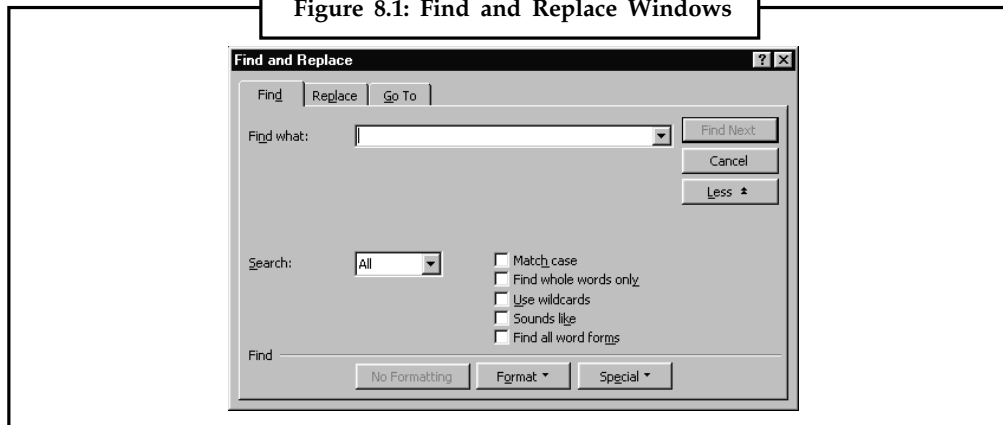 Figure 8.1: Find and Replace Windows
Find and Replace
Find Replace Go To
Find what: Find Next
Cancel
Less
Search: All Match case
Find whole words only
Use wildcards
Sounds like
Find all word forms
Find
No Formatting Format Special